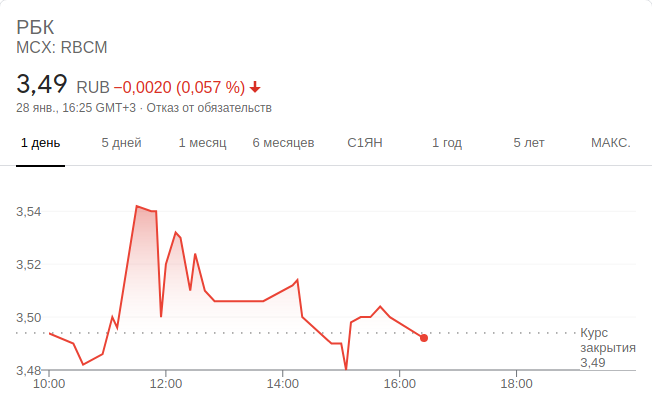 РБК
MCX: RBCM
3,49 RUB −0,0020 (0,057 %)
28 янв., 16:25 GMT+3 · Отказ от обязательств
1 день 5 дней 1 месяц 6 месяцев С1ЯН 1 год 5 лет МАКС.
3,54
3,52
3,50
Курс
закрытия
3,49
3,48
10:00 12:00 14:00 16:00 18:00